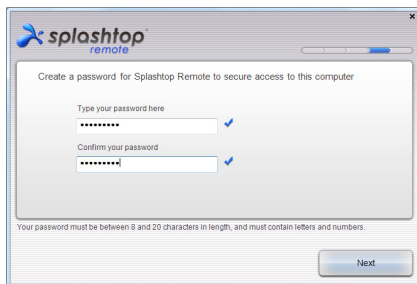 splashtop
remote
Create a password for Splashtop Remote to secure access to this computer
Type your password here
•••••••••
Confirm your password
•••••••••
Your password must be between 8 and 20 characters in length, and must contain letters and numbers.
Next